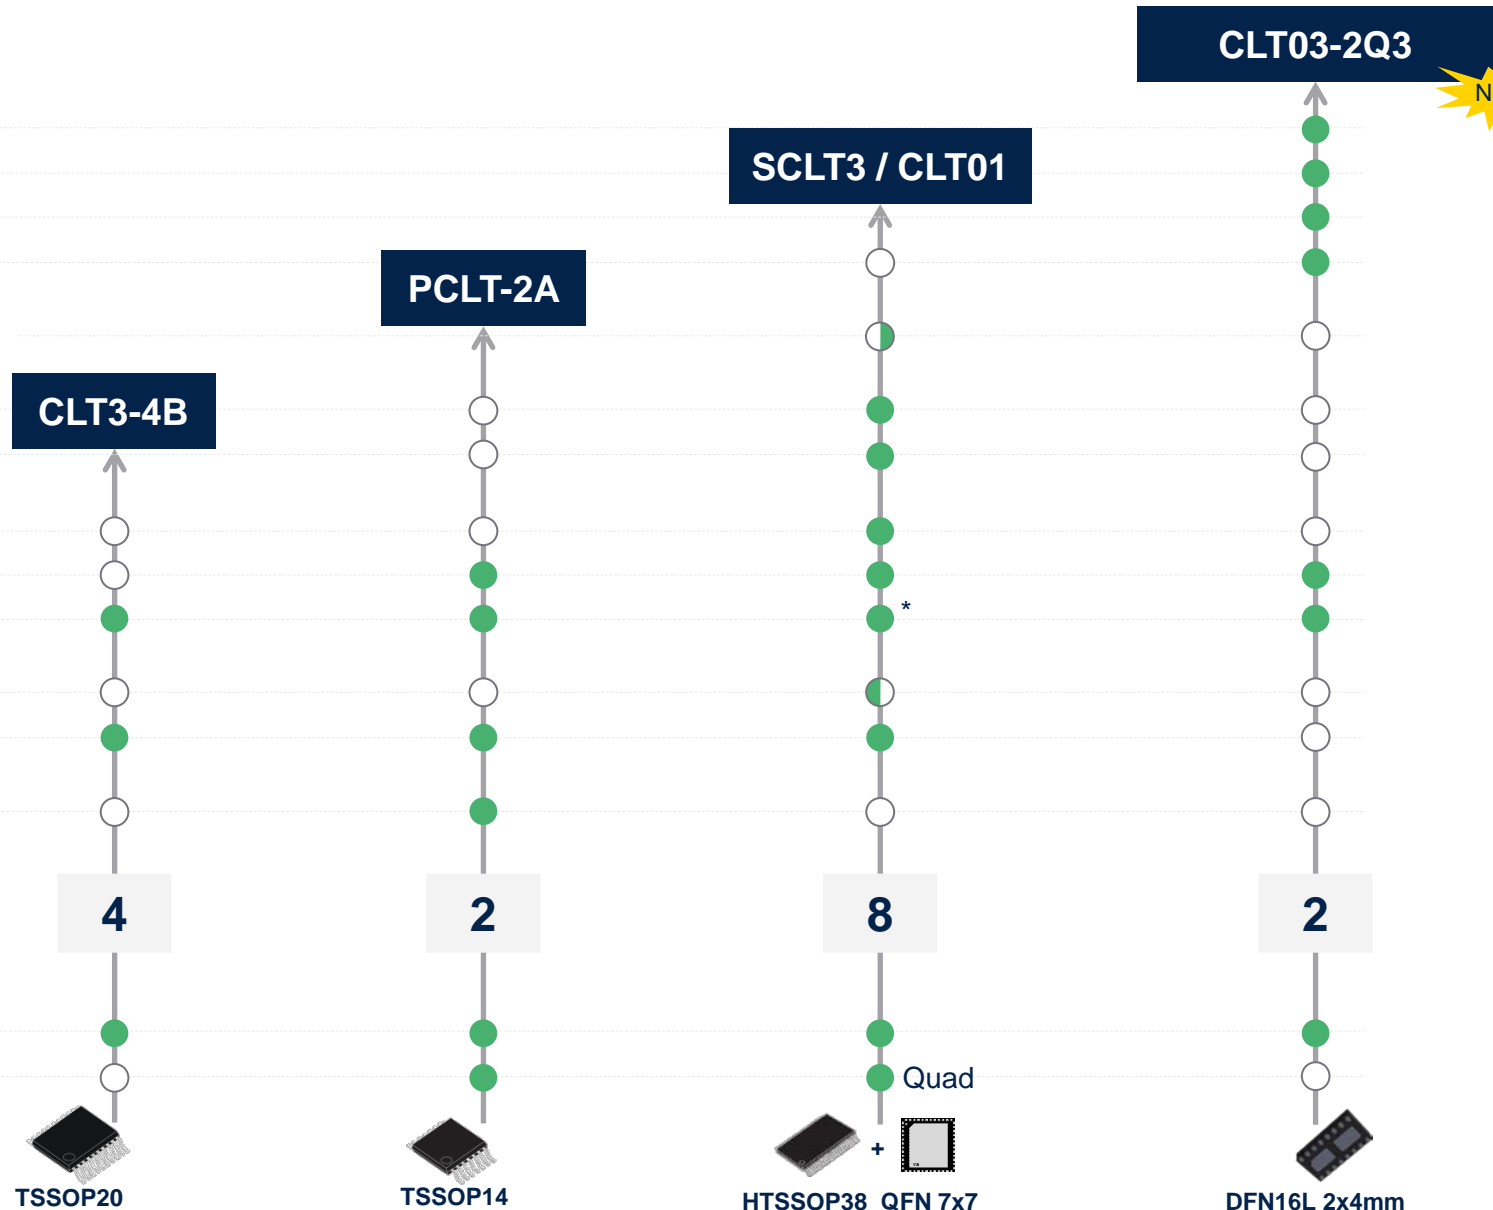 CLT03-2Q3
N
SCLT3 / CLT01
PCLT-2A
CLT3-4B
*
4
2
8
2
Quad
+
TSSOP20
TSSOP14
HTSSOP38
QFN 7x7
DFN16L 2x4mm